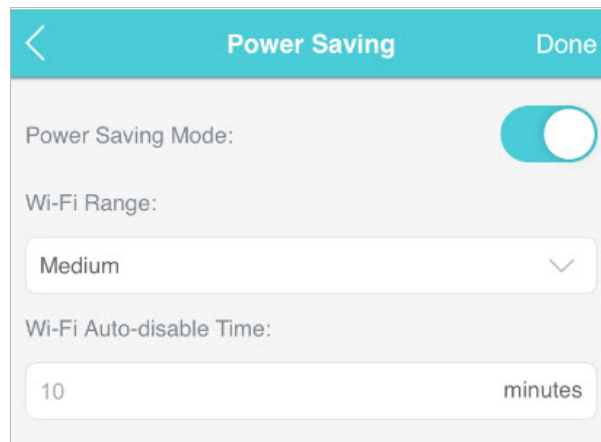 Power Saving Done
Power Saving Mode:
Wi-Fi Range:
Medium
Wi-Fi Auto-disable Time:
10 minutes